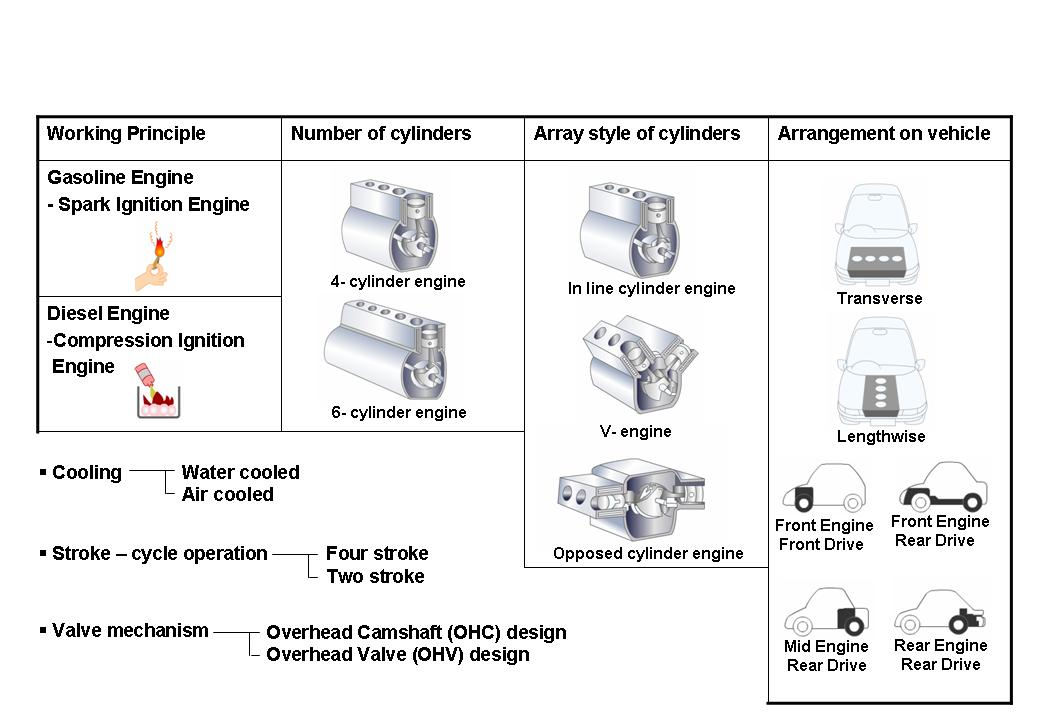 Working Principle
Number of cylinders
Array style of cylinders
Arrangement on vehicle
Gasoline Engine
- Spark Ignition Engine
Diesel Engine
-Compression Ignition
Engine
4- cylinder engine
6- cylinder engine
In line cylinder engine
V- engine
Opposed cylinder engine
Transverse
Lengthwise
Front Engine
Front Drive
Front Engine
Rear Drive
Mid Engine
Rear Drive
Rear Engine
Rear Drive
▪ Cooling
Water cooled
Air cooled
▪ Stroke – cycle operation
Four stroke
Two stroke
▪ Valve mechanism
Overhead Camshaft (OHC) design
Overhead Valve (OHV) design